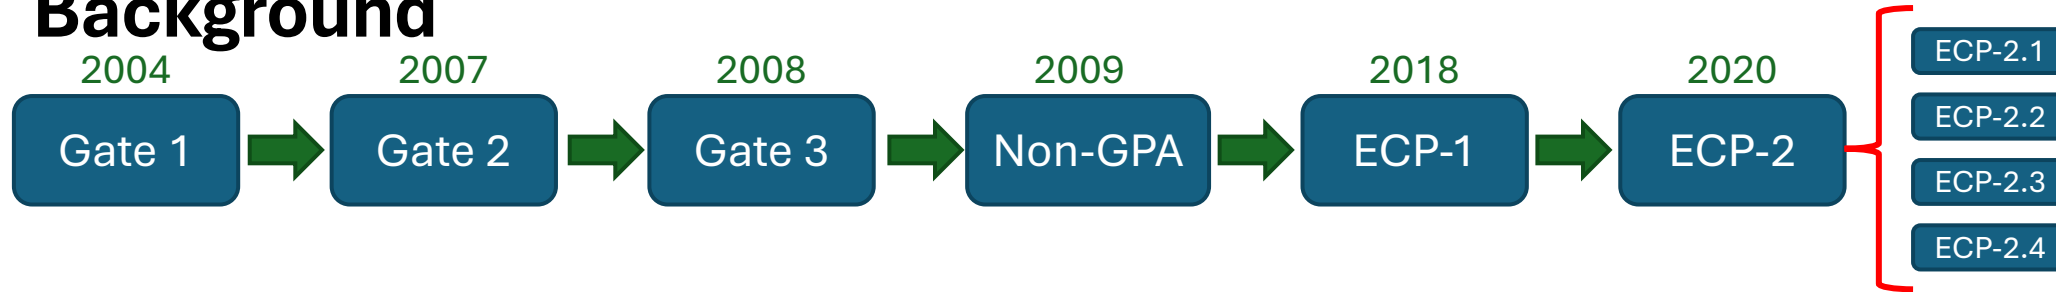 Background
2004
2007
2008
2009
2018
2020
Gate 1
Gate 2
Gate 3
Non-GPA
ECP-1
ECP-2
ECP-2.1
ECP-2.2
ECP-2.3
ECP-2.4